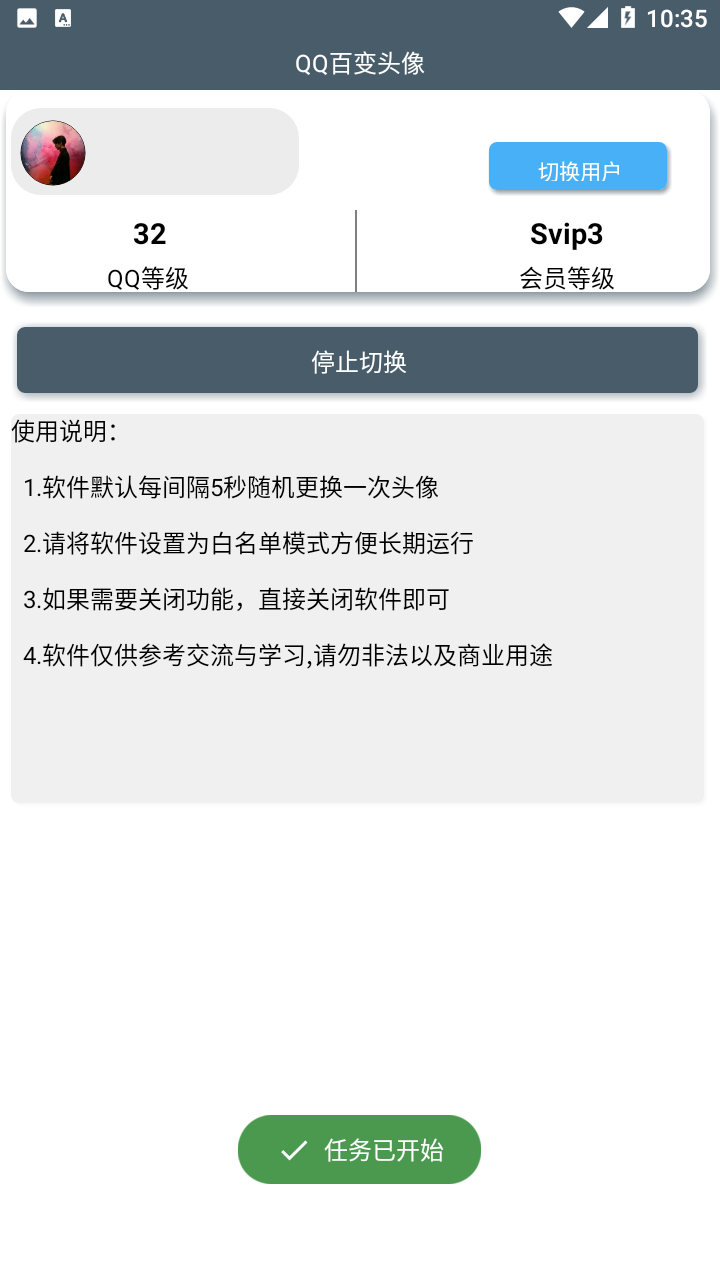 10:35
QQ百变头像
切换用户
32
Svip3
QQ等级
会员等级
停止切换
使用说明：
1.软件默认每间隔5秒随机更换一次头像
2.请将软件设置为白名单模式方便长期运行
3.如果需要关闭功能，直接关闭软件即可
4.软件仅供参考交流与学习,请勿非法以及商业用途
任务已开始